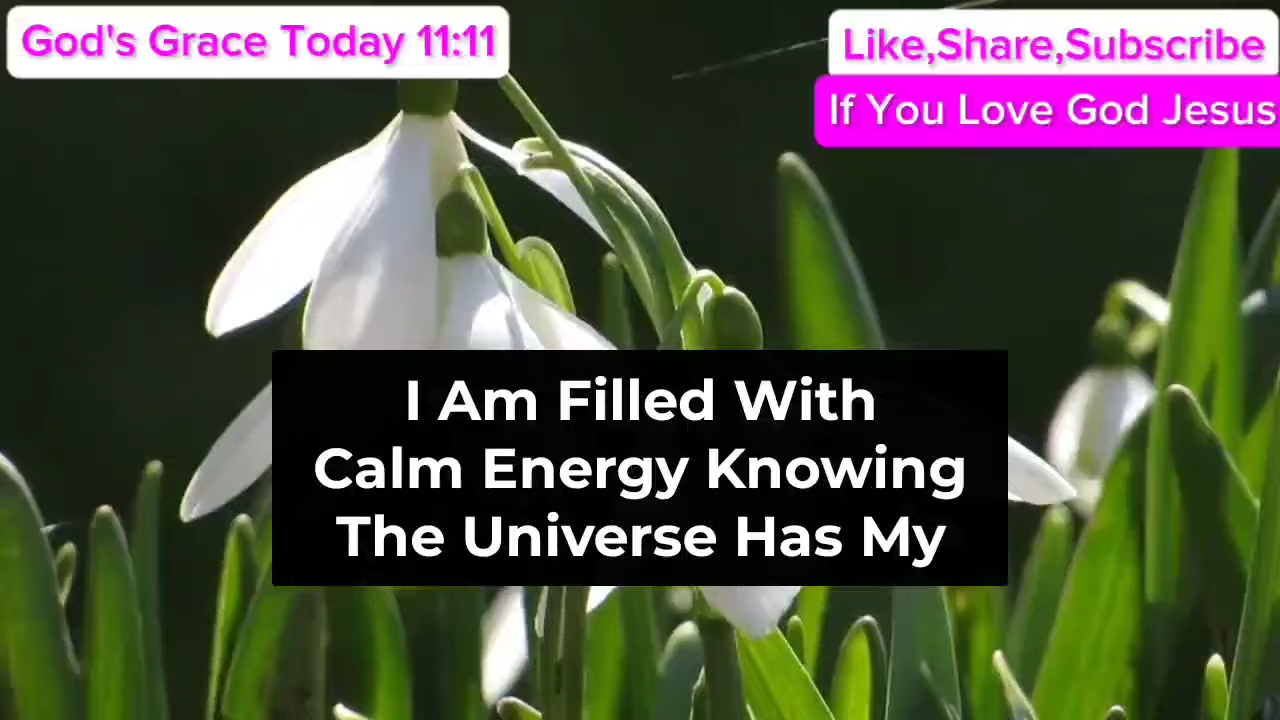 God's Grace Today 11:11
Like,Share,Subscribe
If You Love God Jesus
I Am Filled With
Calm Energy Knowing
The Universe Has My